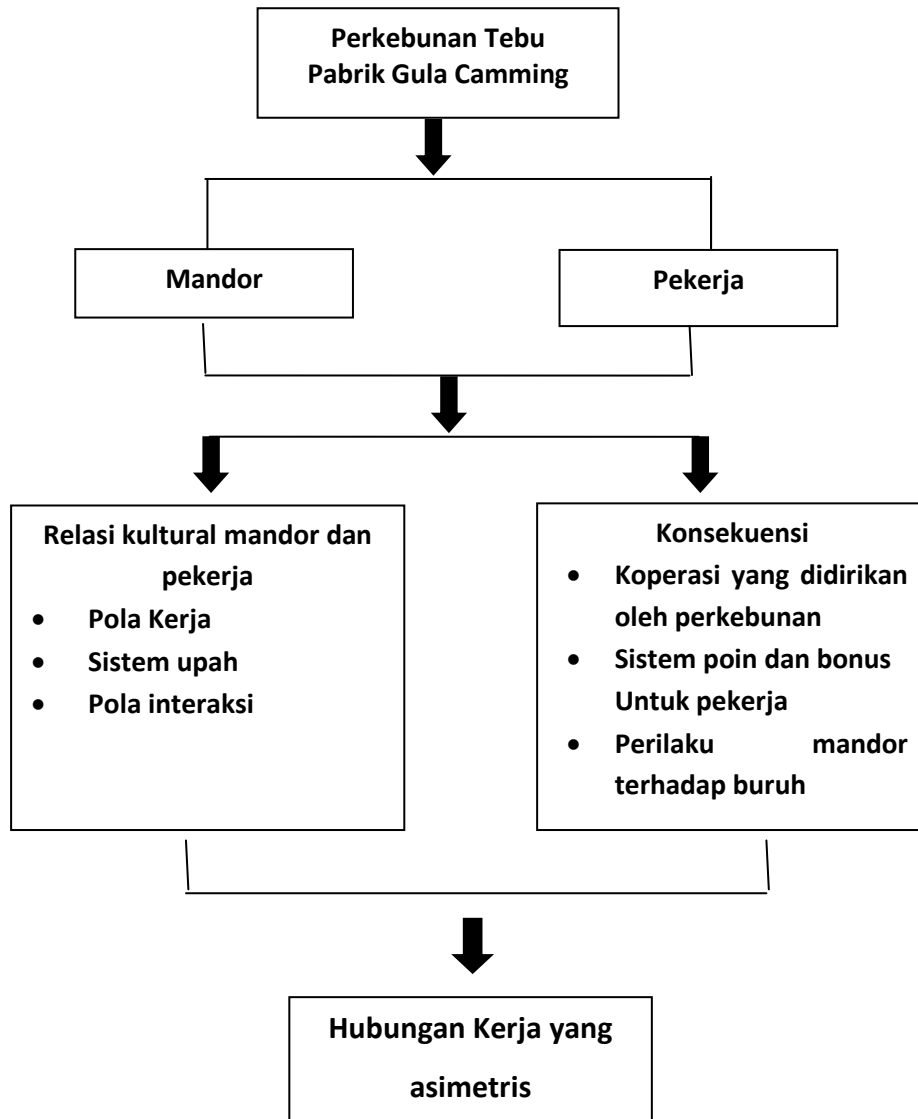 Perkebunan Tebu
Pabrik Gula Camming
Mandor
Pekerja
Relasi kultural mandor dan
pekerja
• Pola Kerja
• Sistem upah
• Pola interaksi
Konsekuensi
• Koperasi yang didirikan
oleh perkebunan
• Sistem poin dan bonus
Untuk pekerja
• Perilaku mandor
terhadap buruh
Hubungan Kerja yang
asimetris